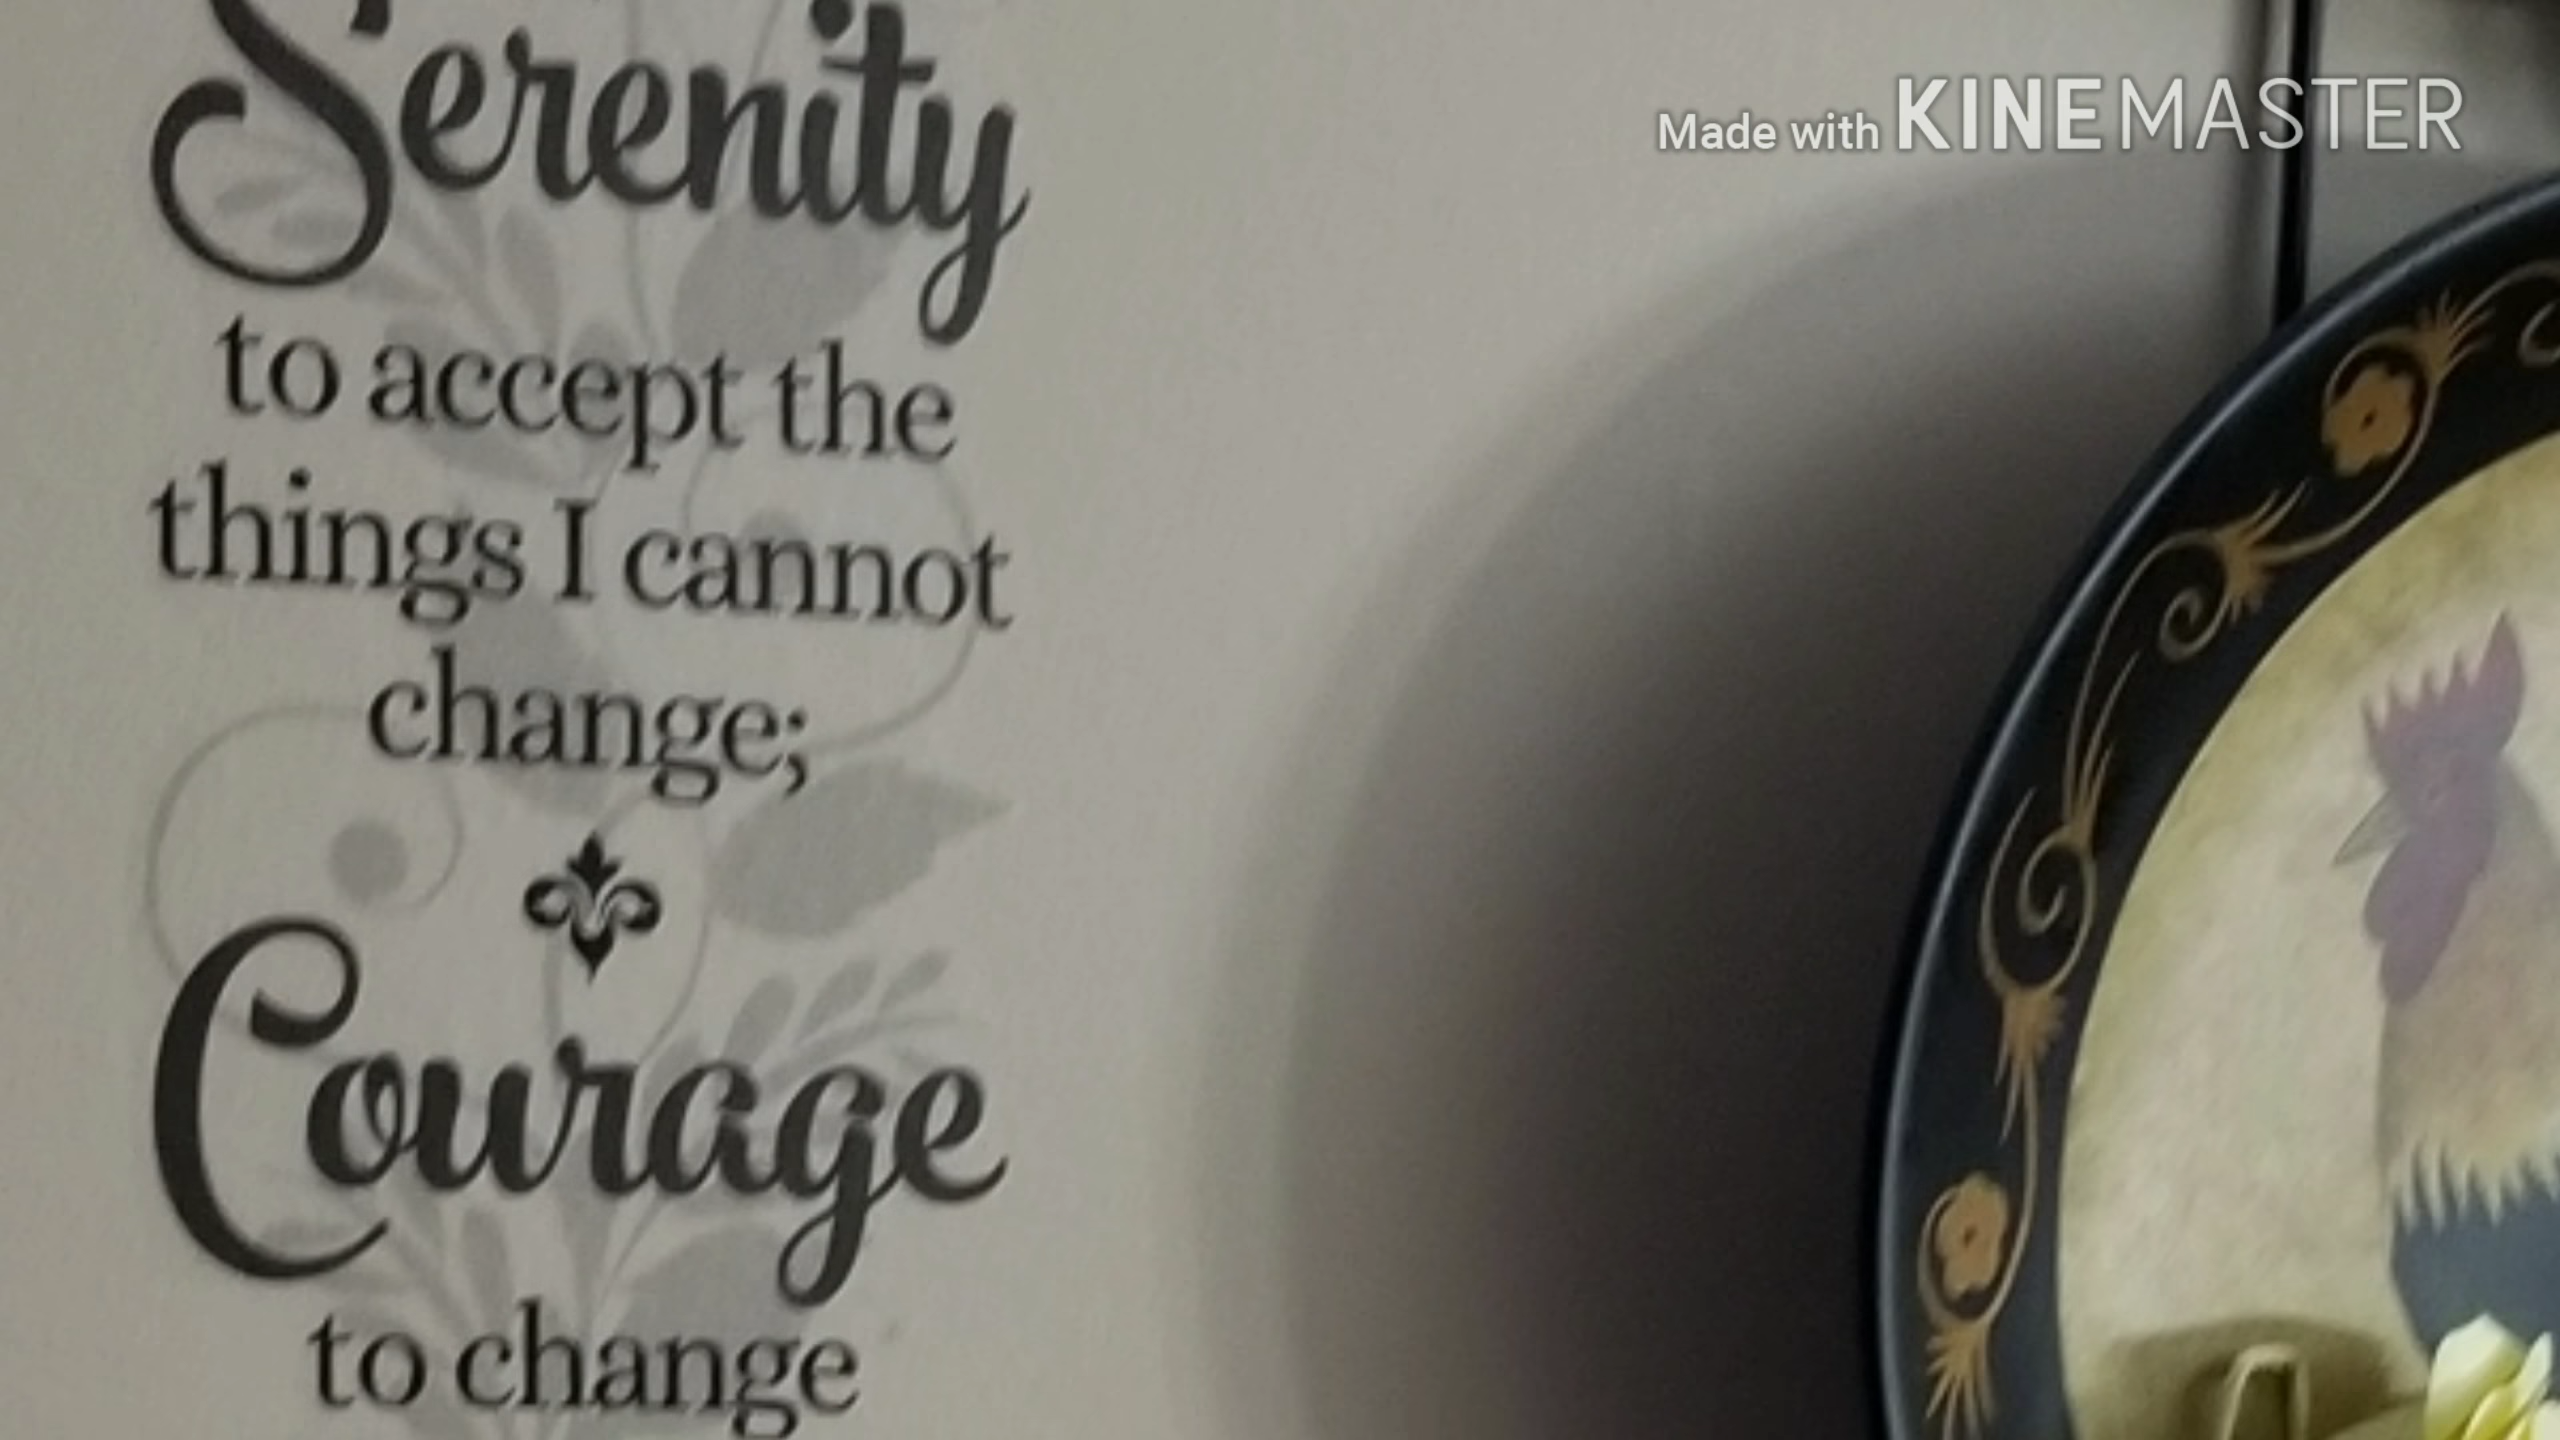 Made with KINEMASTER
Serenity
to accept the
things I cannot
change;
Courage
to change